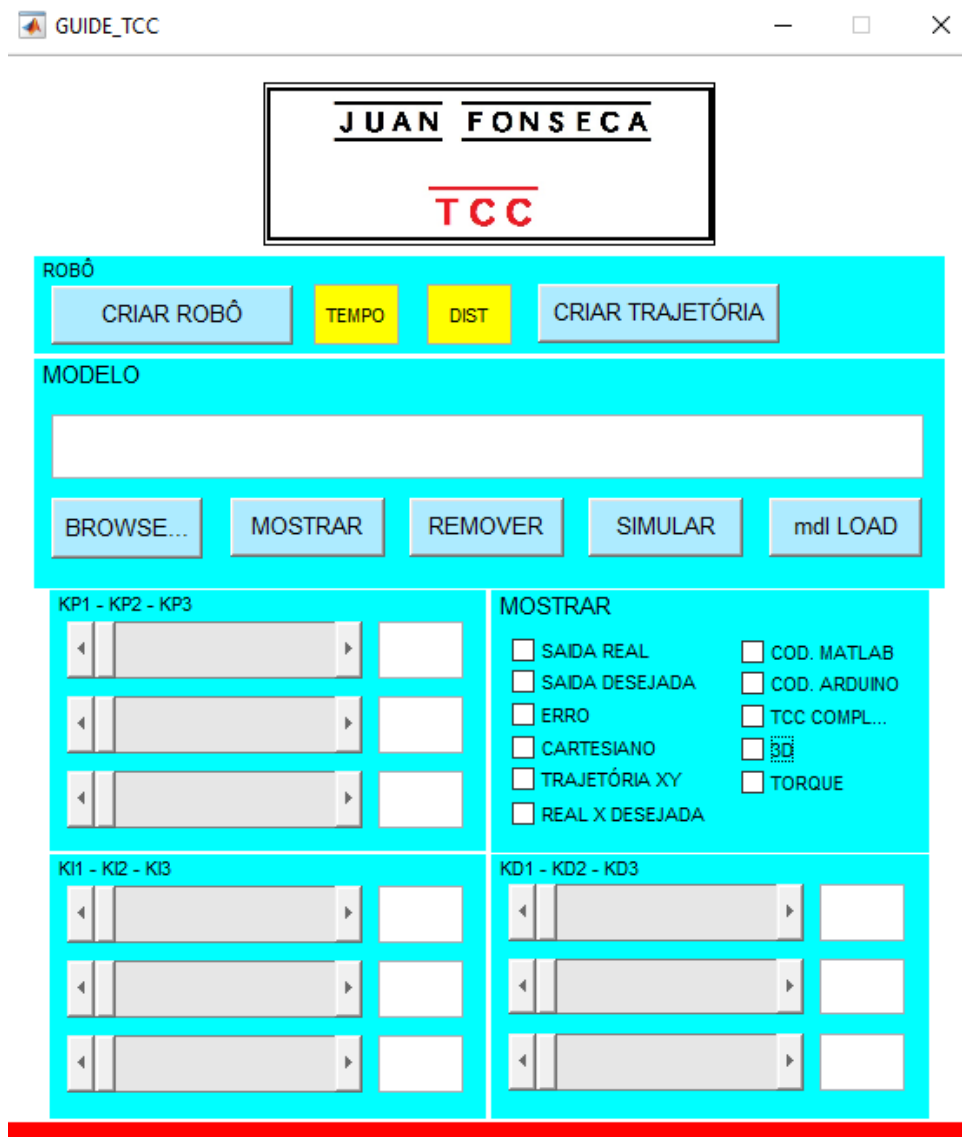 GUIDE_TCC
JUAN FONSECA
TCC
ROBÔ
CRIAR ROBÔ TEMPO DIST CRIAR TRAJETÓRIA
MODELO
BROWSE... MOSTRAR REMOVER SIMULAR mdl LOAD
KP1 - KP2 - KP3
MOSTRAR
SAIDA REAL
SAIDA DESEJADA
ERRO
CARTESIANO
TRAJETÓRIA XY
REAL X DESEJADA
COD. MATLAB
COD. ARDUINO
TCC COMPL...
3D
TORQUE
KI1 - KI2 - KI3
KD1 - KD2 - KD3